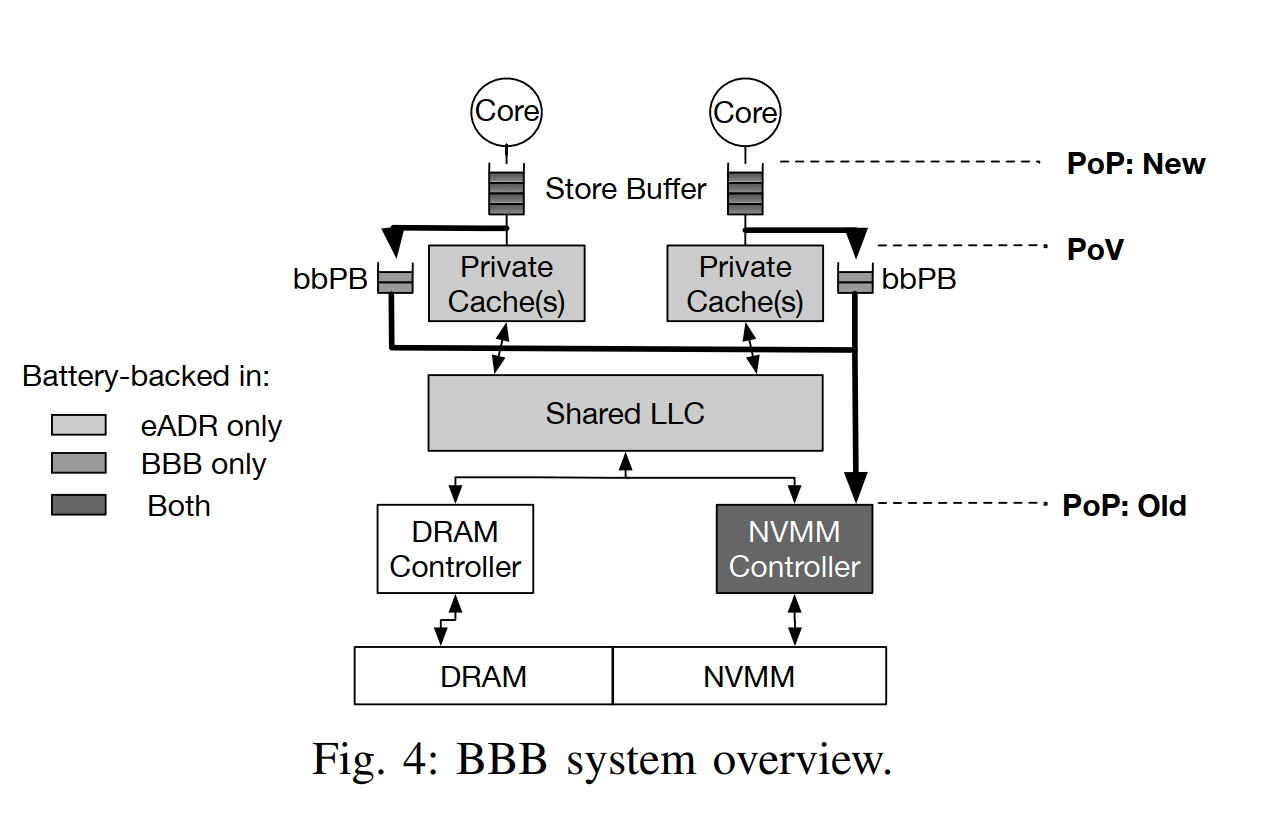 Core
Core
PoP: New
Store Buffer
PoV
bbPB
Private
Cache(s)
Private
Cache(s)
bbPB
Battery-backed in:
eADR only
BBB only
Both
Shared LLC
PoP: Old
DRAM
Controller
NVMM
Controller
DRAM
NVMM
Fig. 4: BBB system overview.